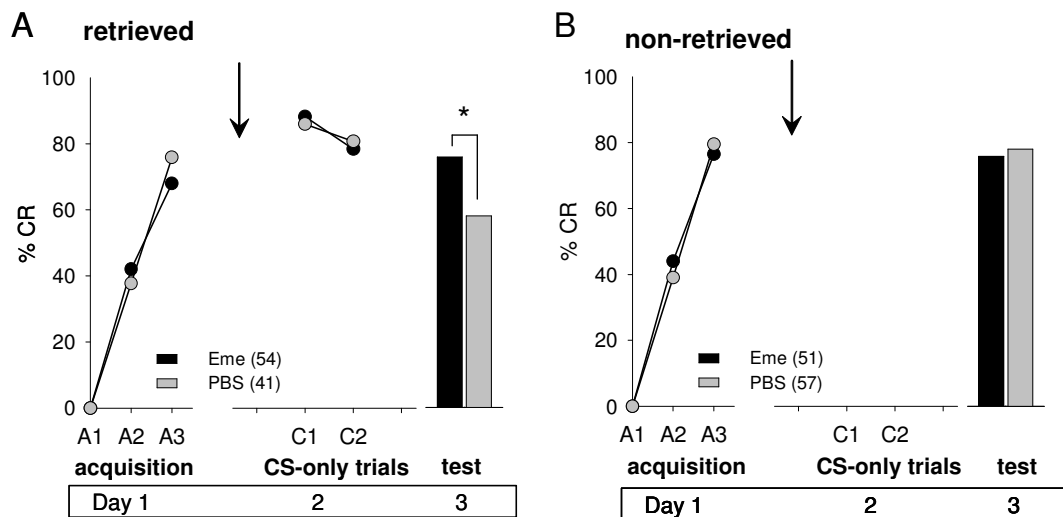 A
retrieved
100
80
60
40
20
0
% CR
*
Eme (54)
PBS (41)
A1 A2 A3
C1 C2
acquisition CS-only trials test
Day 1 2 3
B
non-retrieved
100
80
60
40
20
0
% CR
Eme (51)
PBS (57)
A1 A2 A3
C1 C2
acquisition CS-only trials test
Day 1 2 3